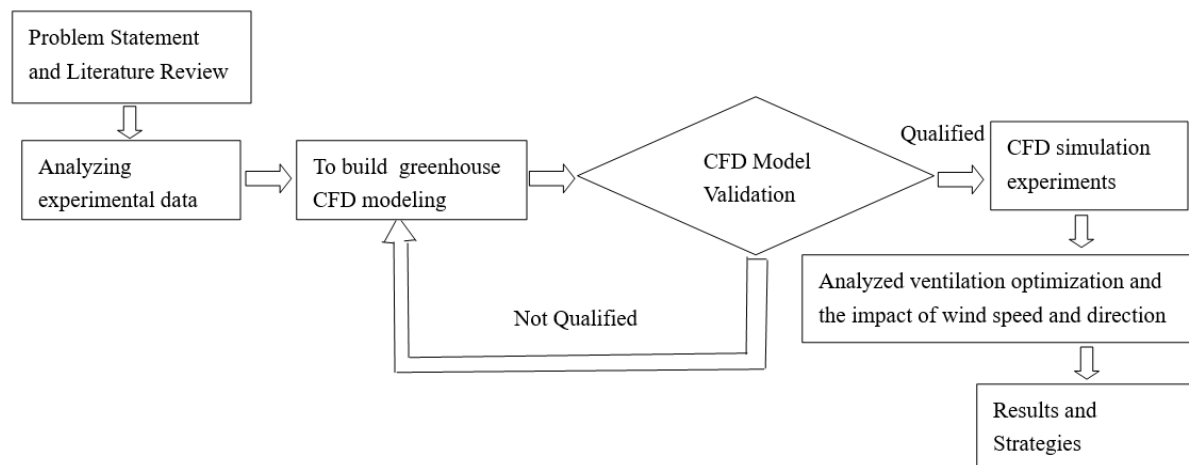 Problem Statement
and Literature Review
Analyzing
experimental data
To build greenhouse
CFD modeling
CFD Model
Validation
Qualified
CFD simulation
experiments
Not Qualified
Analyzed ventilation optimization and
the impact of wind speed and direction
Results and
Strategies